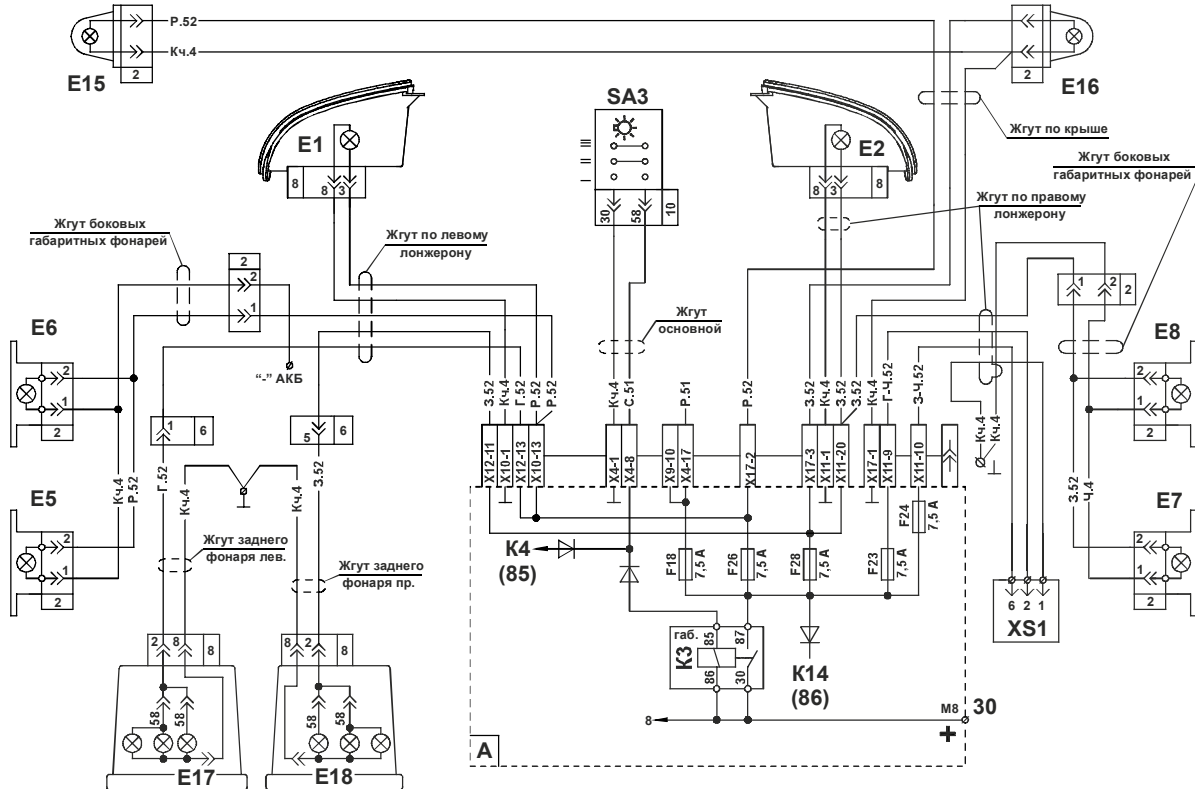 Р.52
Кч.4
2
E15
2
E16
E1
8
8
3
SA3
III
II
I
30
58
10
E2
8
3
8
Жгут по крыше
Жгут боковых
габаритных фонарей
Жгут по правому
лонжерону
Жгут боковых
габаритных фонарей
Жгут по левому
лонжерону
2
2
1
1
2
2
“-” АКБ
Жгут
основной
E6
2
1
2
E8
2
1
2
1
6
5
6
З.52
Кч.4
Г.52
Р.52
Р.52
Кч.4
С.51
Р.51
Р.52
З.52
Кч.4
З.52
З.52
Кч.4
Г-Ч.52
З-Ч.52
Кч.4
Кч.4
X12-11
X10-1
X12-13
X10-13
X4-1
X4-8
X9-10
X4-17
X17-2
X17-3
X11-1
X11-20
X17-1
X11-9
X11-10
Кч.4
Р.52
Г.52
Кч.4
Кч.4
З.52
З.52
Ч.4
E5
2
1
2
E7
2
1
2
Жгут заднего
фонаря лев.
Жгут заднего
фонаря пр.
К4
(85)
F18
7,5 А
F26
7,5 А
F28
7,5 А
F23
7,5 А
F24
7,5 А
габ.
К3
85
87
86
30
К14
(86)
6
2
1
XS1
2
8
8
8
2
8
58
58
E17
58
58
E18
8
М8
30
+
А